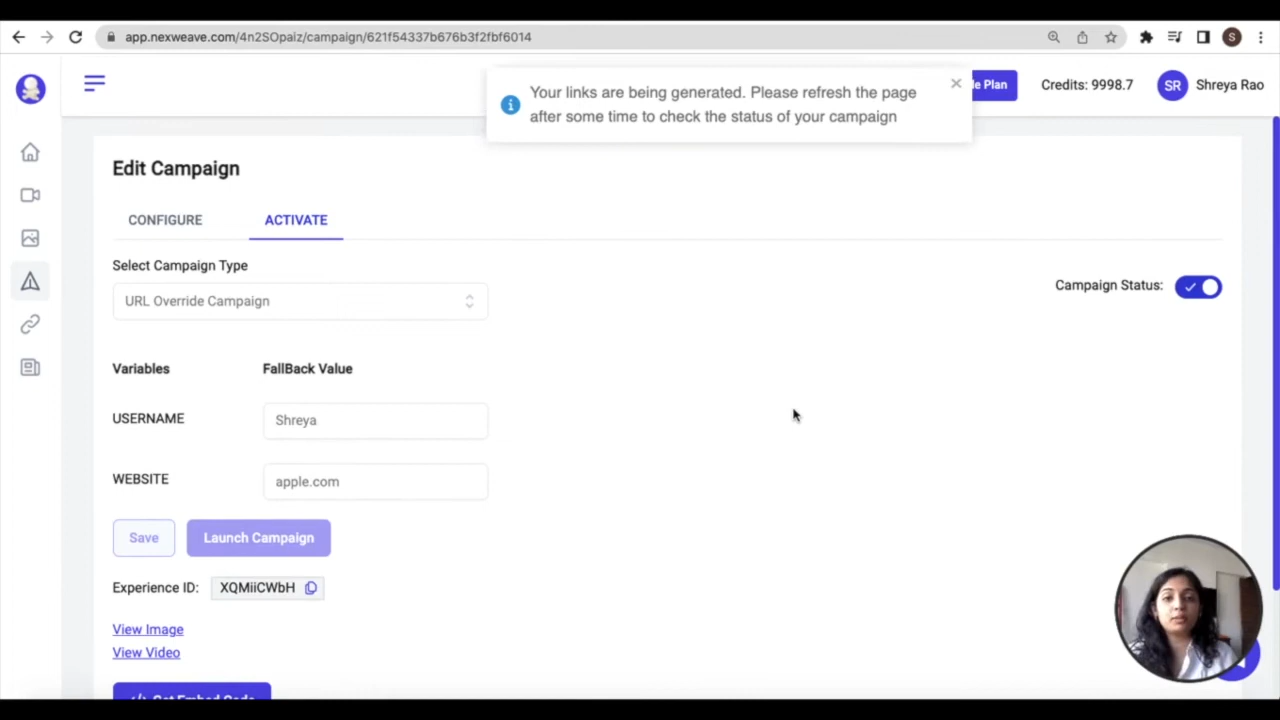 app.nexweave.com/4n2SOpaiz/campaign/621f54337b676b3f2fbf6014
S
Your links are being generated. Please refresh the page
after some time to check the status of your campaign
Plan
Credits: 9998.7
SR
Shreya Rao
Edit Campaign
CONFIGURE
ACTIVATE
Select Campaign Type
Campaign Status:
URL Override Campaign
Variables
FallBack Value
USERNAME
Shreya
WEBSITE
apple.com
Save
Launch Campaign
Experience ID:
XQMiiCWbH
View Image
View Video
</> Get Embed Code